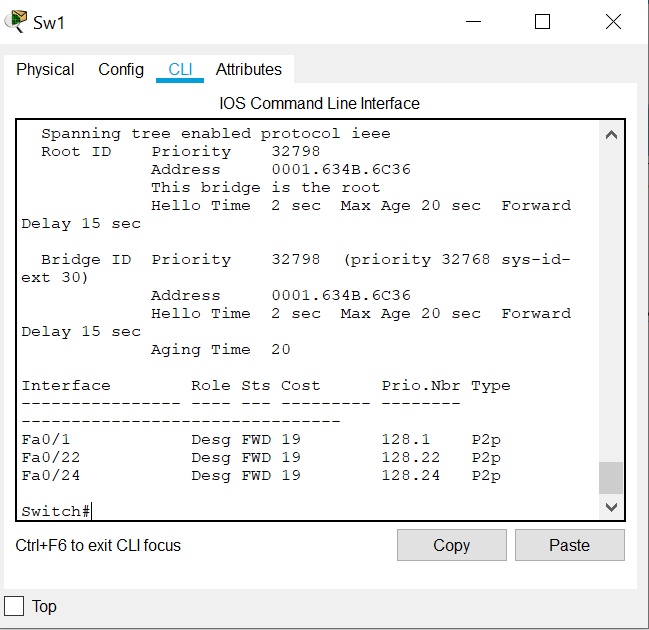 Sw1
Physical Config CLI Attributes
IOS Command Line Interface
Spanning tree enabled protocol ieee
Root ID Priority 32798
Address 0001.634B.6C36
This bridge is the root
Hello Time 2 sec Max Age 20 sec Forward
Delay 15 sec
Bridge ID Priority 32798 (priority 32768 sys-id-
ext 30)
Address 0001.634B.6C36
Hello Time 2 sec Max Age 20 sec Forward
Delay 15 sec
Aging Time 20
Interface Role Sts Cost Prio.Nbr Type
---------------- ---- --- --------- --------
--------------------------------
Fa0/1 Desg FWD 19 128.1 P2p
Fa0/22 Desg FWD 19 128.22 P2p
Fa0/24 Desg FWD 19 128.24 P2p
Switch#
Ctrl+F6 to exit CLI focus Copy Paste
Top